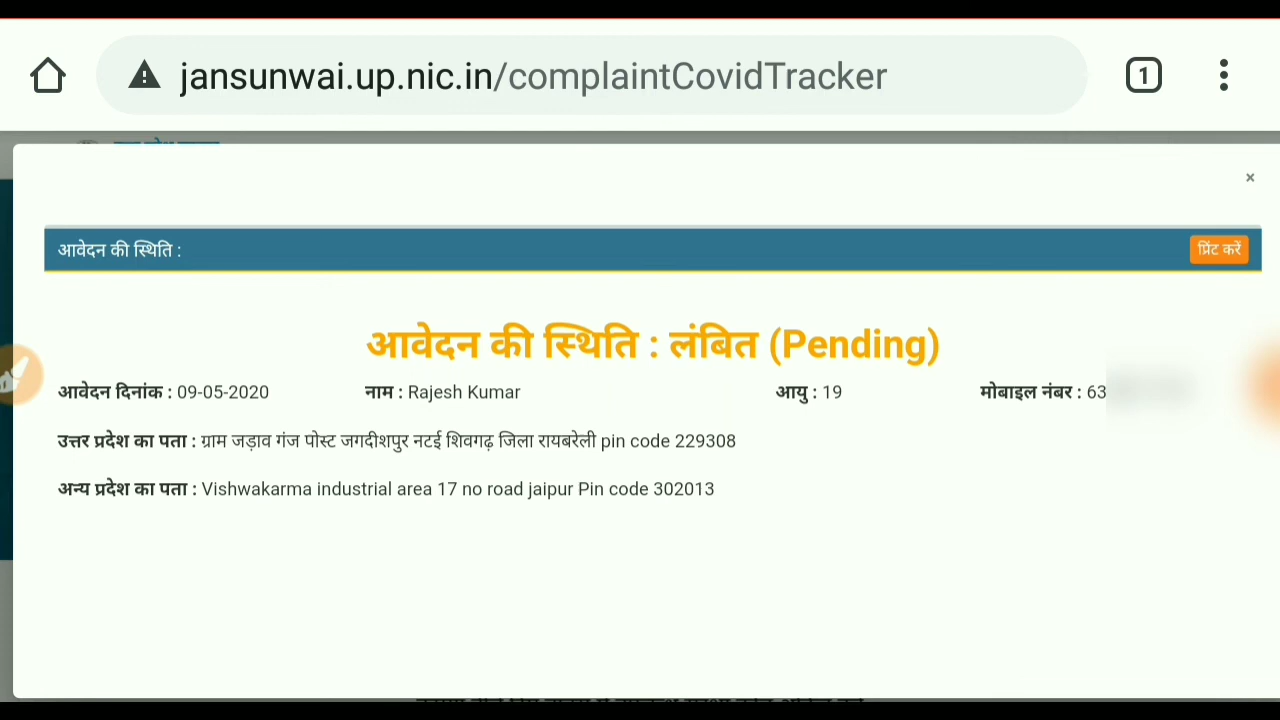 jansunwai.up.nic.in/complaintCovidTracker
1
×
आवेदन की स्थिति :
प्रिंट करें
आवेदन की स्थिति : लंबित (Pending)
आवेदन दिनांक : 09-05-2020 नाम : Rajesh Kumar आयु : 19 मोबाइल नंबर : 63
उत्तर प्रदेश का पता : ग्राम जड़ाव गंज पोस्ट जगदीशपुर नटई शिवगढ़ जिला रायबरेली pin code 229308
अन्य प्रदेश का पता : Vishwakarma industrial area 17 no road jaipur Pin code 302013